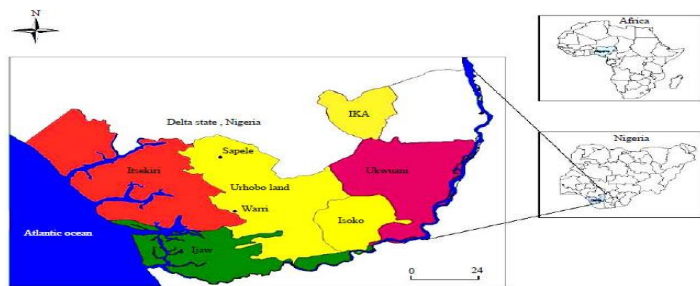 N
Africa
Delta state , Nigeria
IKA
Sapele
Nigeria
Itsekiri
Ukwuani
Urhobo land
Warri
Isoko
Atlantic ocean
Ijaw
0 24